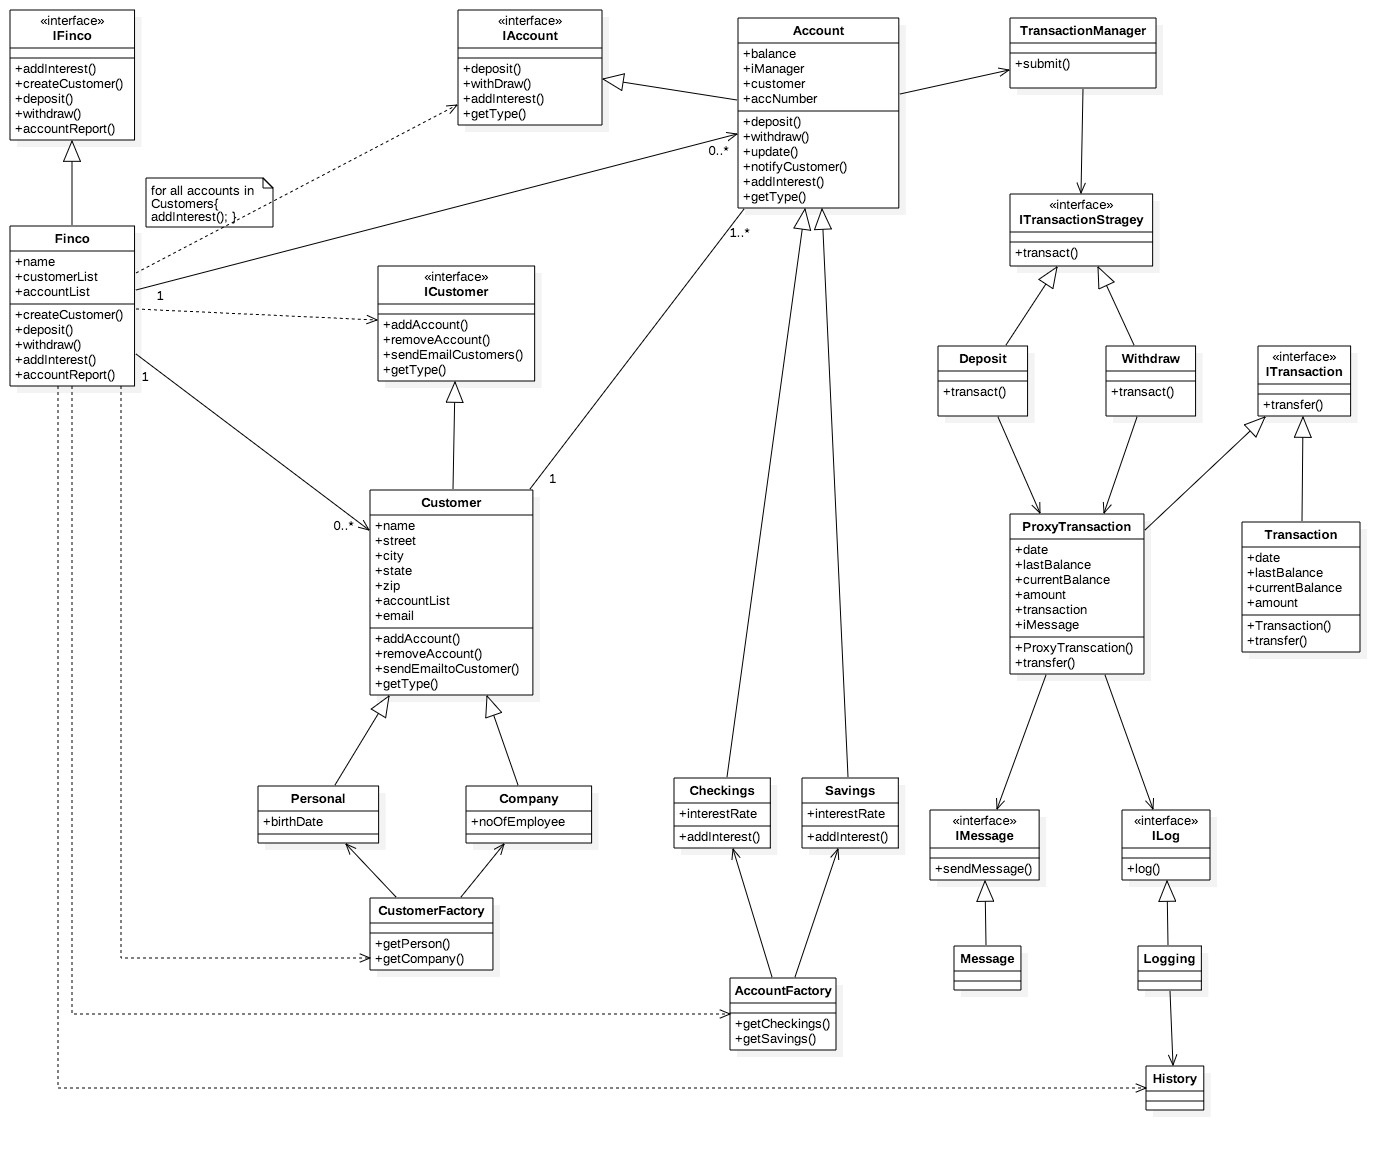 «interface»
IFinco
+addInterest()
+createCustomer()
+deposit()
+withdraw()
+accountReport()
«interface»
IAccount
+deposit()
+withDraw()
+addInterest()
+getType()
Account
+balance
+iManager
+customer
+accNumber
+deposit()
+withdraw()
+update()
+notifyCustomer()
+addInterest()
+getType()
TransactionManager
+submit()
for all accounts in
Customers{
addInterest(); }
0..*
1..*
«interface»
ITransactionStragey
+transact()
Finco
+name
+customerList
+accountList
+createCustomer()
+deposit()
+withdraw()
+addInterest()
+accountReport()
1
1
«interface»
ICustomer
+addAccount()
+removeAccount()
+sendEmailCustomers()
+getType()
Deposit
+transact()
Withdraw
+transact()
«interface»
ITransaction
+transfer()
1
0..*
Customer
+name
+street
+city
+state
+zip
+accountList
+email
+addAccount()
+removeAccount()
+sendEmailtoCustomer()
+getType()
ProxyTransaction
+date
+lastBalance
+currentBalance
+amount
+transaction
+iMessage
+ProxyTranscation()
+transfer()
Transaction
+date
+lastBalance
+currentBalance
+amount
+Transaction()
+transfer()
Personal
+birthDate
Company
+noOfEmployee
Checkings
+interestRate
+addInterest()
Savings
+interestRate
+addInterest()
«interface»
IMessage
+sendMessage()
«interface»
ILog
+log()
CustomerFactory
+getPerson()
+getCompany()
Message
Logging
AccountFactory
+getCheckings()
+getSavings()
History